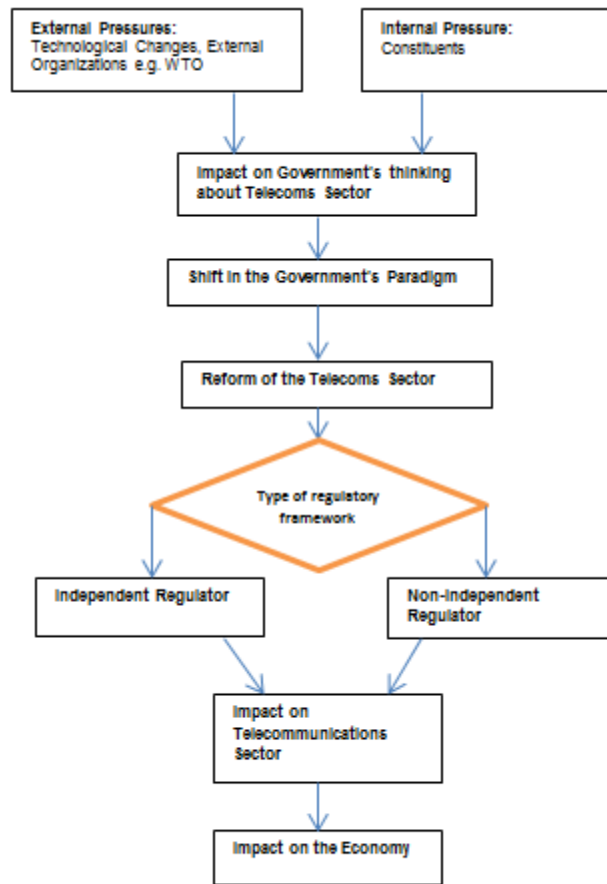 External Pressures:
Technological Changes, External
Organizations e.g. WTO
Internal Pressure:
Constituents
Impact on Government's thinking
about Telecoms Sector
Shift in the Government's Paradigm
Reform of the Telecoms Sector
Type of regulatory
framework
Independent Regulator
Non-Independent
Regulator
Impact on
Telecommunications
Sector
Impact on the Economy